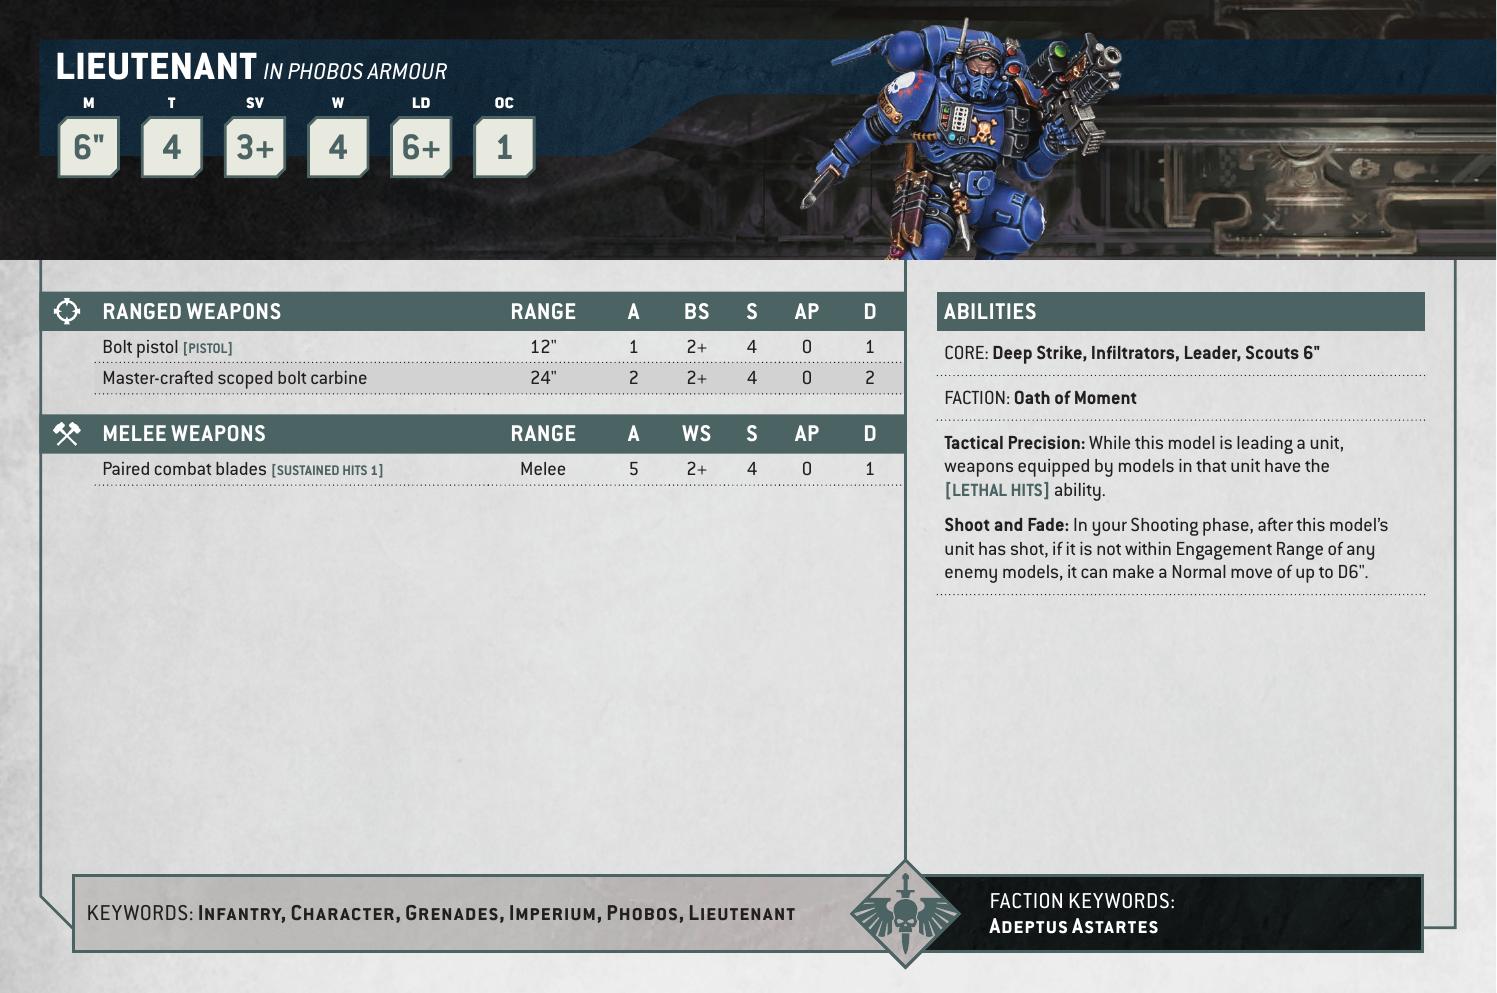 LIEUTENANT IN PHOBOS ARMOUR
M T SV W LD OC
6" 4 3+ 4 6+ 1
RANGED WEAPONS RANGE A BS S AP D
Bolt pistol [PISTOL] 12" 1 2+ 4 0 1
Master-crafted scoped bolt carbine 24" 2 2+ 4 0 2
MELEE WEAPONS RANGE A WS S AP D
Paired combat blades [SUSTAINED HITS 1] Melee 5 2+ 4 0 1
ABILITIES
CORE: Deep Strike, Infiltrators, Leader, Scouts 6"
FACTION: Oath of Moment
Tactical Precision: While this model is leading a unit,
weapons equipped by models in that unit have the
[LETHAL HITS] ability.
Shoot and Fade: In your Shooting phase, after this model’s
unit has shot, if it is not within Engagement Range of any
enemy models, it can make a Normal move of up to D6".
KEYWORDS: Infantry, Character, Grenades, Imperium, Phobos, Lieutenant
FACTION KEYWORDS:
Adeptus Astartes